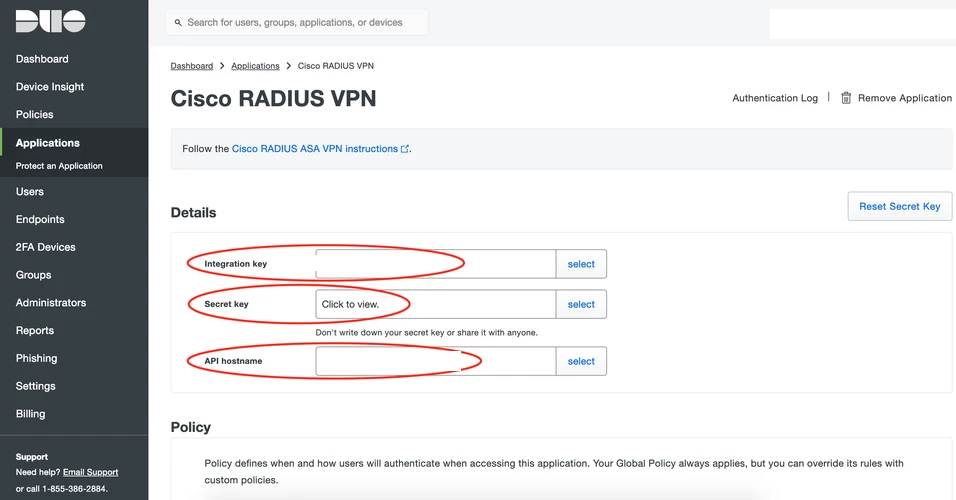 DUO
Search for users, groups, applications, or devices
Dashboard
Device Insight
Policies
Applications
Protect an Application
Users
Endpoints
2FA Devices
Groups
Administrators
Reports
Phishing
Settings
Billing
Support
Need help? Email Support
or call 1-855-386-2884.
Dashboard > Applications > Cisco RADIUS VPN
Cisco RADIUS VPN
Authentication Log | Remove Application
Follow the Cisco RADIUS ASA VPN instructions.
Details
Reset Secret Key
Integration key select
Secret key Click to view. select
Don't write down your secret key or share it with anyone.
API hostname select
Policy
Policy defines when and how users will authenticate when accessing this application. Your Global Policy always applies, but you can override its rules with
custom policies.